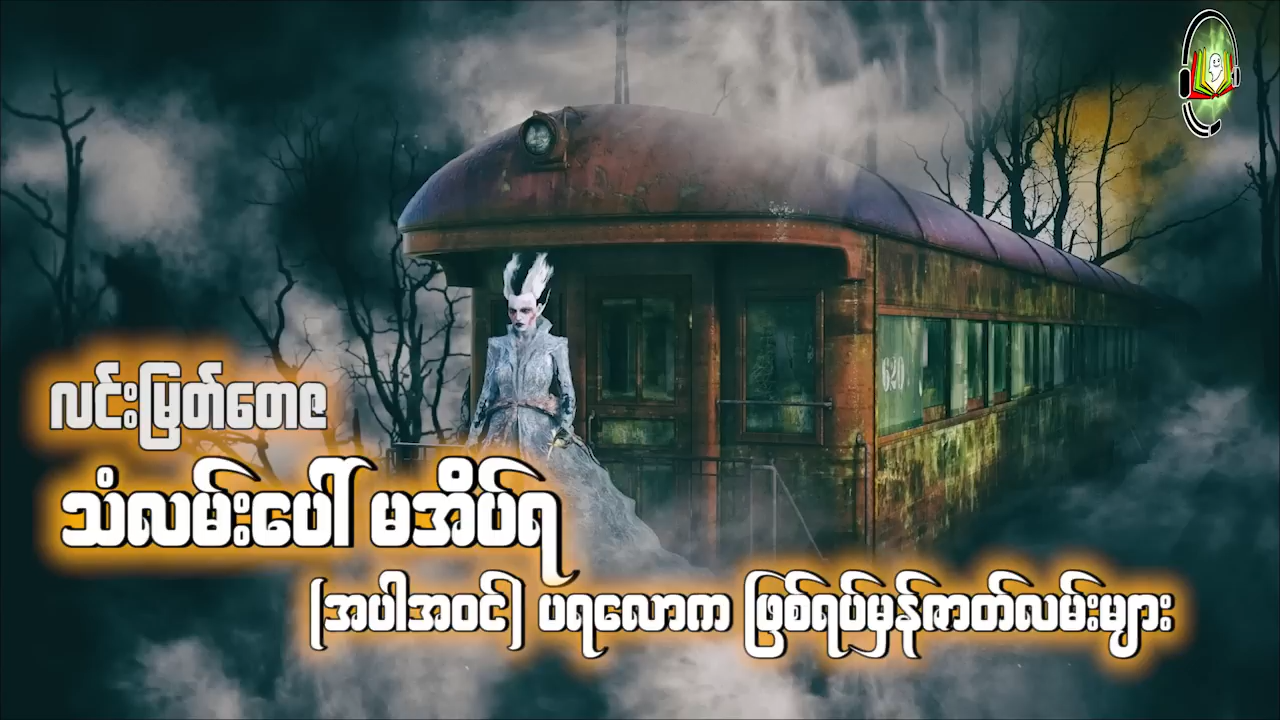 620
လင်းမြတ်တေဇ
သံလမ်းပေါ် မအိပ်ရ
(အပါအဝင်) ပရလောက ဖြစ်ရပ်မှန်ဇာတ်လမ်းများ